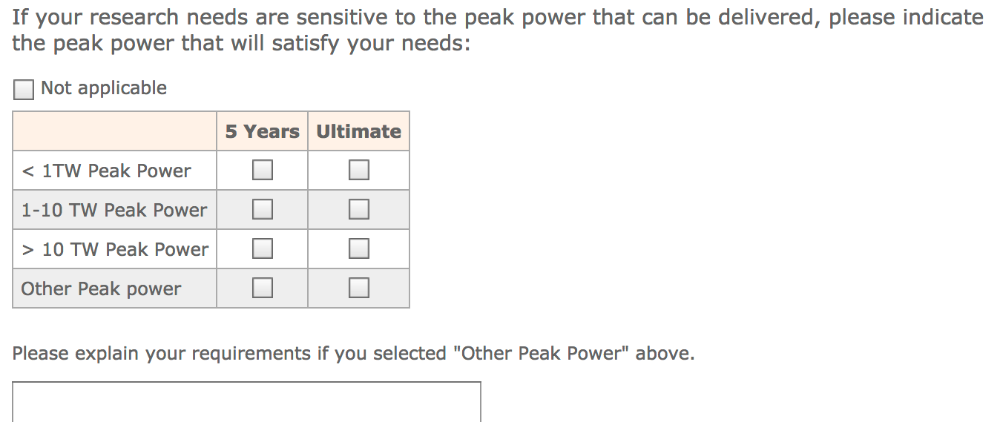 If your research needs are sensitive to the peak power that can be delivered, please indicate
the peak power that will satisfy your needs:
Not applicable
5 Years Ultimate
< 1TW Peak Power
1-10 TW Peak Power
> 10 TW Peak Power
Other Peak power
Please explain your requirements if you selected "Other Peak Power" above.